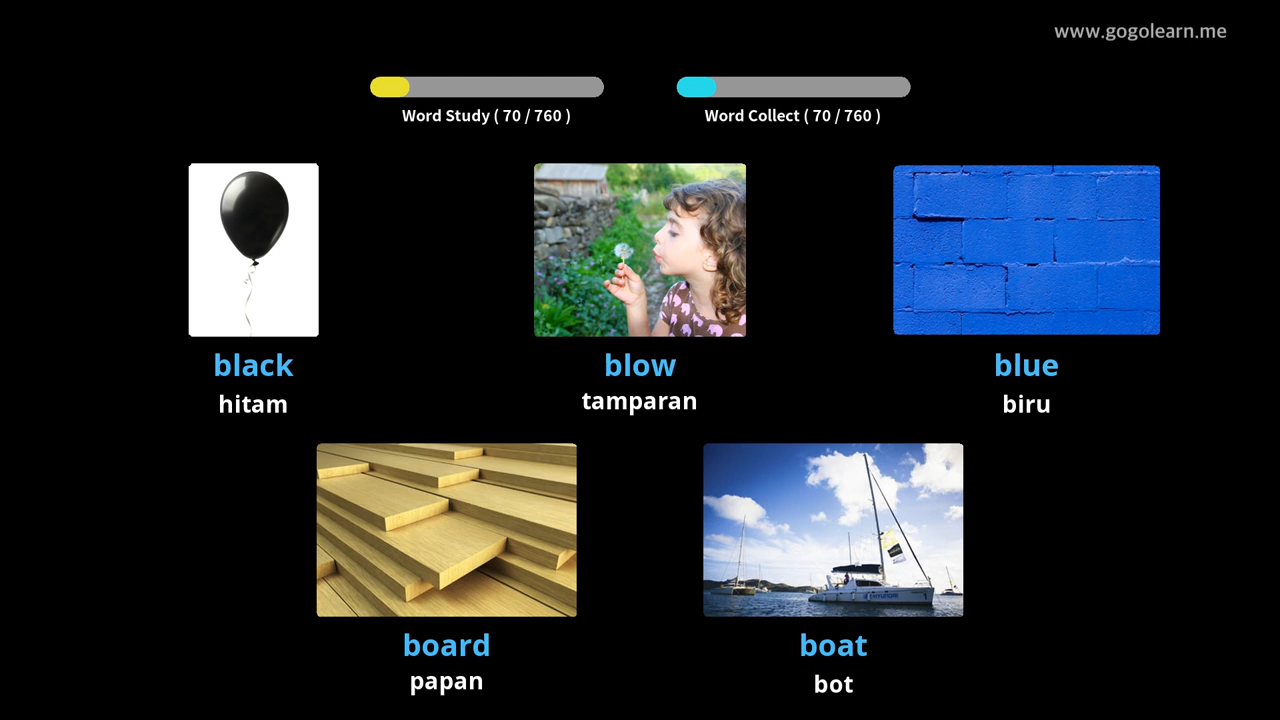 www.gogolearn.me
Word Study ( 70 / 760 )
Word Collect ( 70 / 760 )
black
hitam
blow
tamparan
blue
biru
board
papan
boat
bot